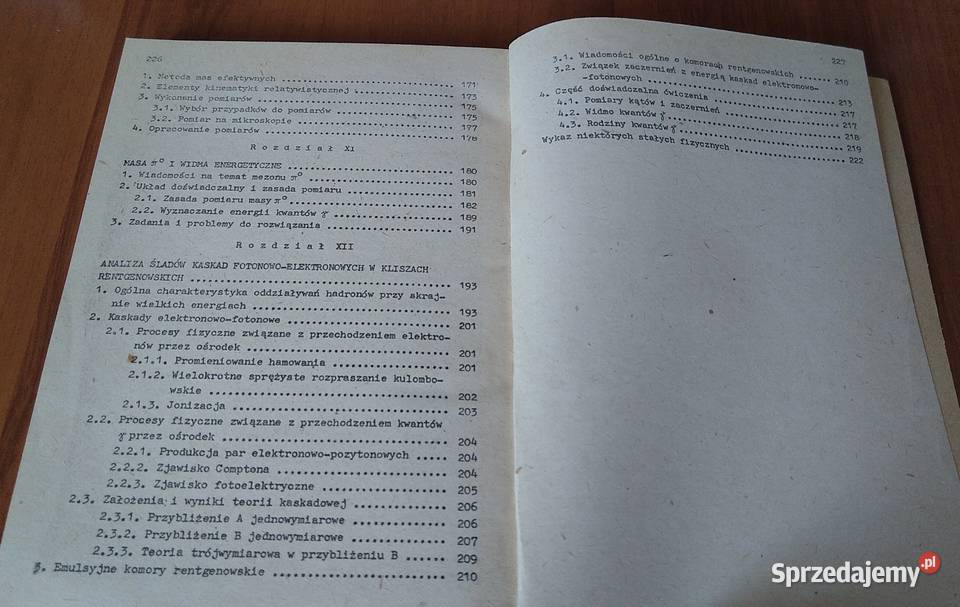 226
1. Metoda mas efektywnych ........ 171
2. Elementy kinematyki relatywistycznej ........ 173
3. Wykonanie pomiarów ........ 175
3.1. Wybór przypadków do pomiarów ........ 175
3.2. Pomiar na mikroskopie ........ 177
4. Opracowanie pomiarów ........ 178
Rozdział XI
MASA π° I WIDMA ENERGETYCZNE ........ 180
1. Wiadomości na temat mezonu π° ........ 180
2. Układ doświadczalny i zasada pomiaru ........ 181
2.1. Zasada pomiaru masy π° ........ 182
2.2. Wyznaczanie energii kwantów γ ........ 189
3. Zadania i problemy do rozwiązania ........ 191
Rozdział XII
ANALIZA ŚLADÓW KASKAD FOTONOWO-ELEKTRONOWYCH W KLISZACH
RENTGENOWSKICH ........ 193
1. Ogólna charakterystyka oddziaływań hadronów przy skraj-
nie wielkich energiach ........ 193
2. Kaskady elektronowo-fotonowe ........ 201
2.1. Procesy fizyczne związane z przechodzeniem elektro-
nów przez ośrodek ........ 201
2.1.1. Promieniowanie hamowania ........ 201
2.1.2. Wielokrotne sprężyste rozpraszanie kulombo-
wskie ........ 202
2.1.3. Jonizacja ........ 203
2.2. Procesy fizyczne związane z przechodzeniem kwantów
γ przez ośrodek ........ 204
2.2.1. Produkcja par elektronowo-pozytonowych ..... 204
2.2.2. Zjawisko Comptona ........ 204
2.2.3. Zjawisko fotoelektryczne ........ 205
2.3. Założenia i wyniki teorii kaskadowej ........ 206
2.3.1. Przybliżenie A jednowymiarowe ........ 206
2.3.2. Przybliżenie B jednowymiarowe ........ 207
2.3.3. Teoria trójwymiarowa w przybliżeniu B ...... 209
3. Emulsyjne komory rentgenowskie ........ 210
227
3.1. Wiadomości ogólne o komorach rentgenowskich ........ 210
3.2. Związek zaczernień z energią kaskad elektronowo-
-fotonowych ........ 213
4. Część doświadczalna ćwiczenia ........ 217
4.1. Pomiary kątów i zaczernień ........ 217
4.2. Widmo kwantów γ ........ 218
4.3. Rodziny kwantów γ ........ 219
Wykaz niektórych stałych fizycznych ........ 222
Sprzedajemy.pl